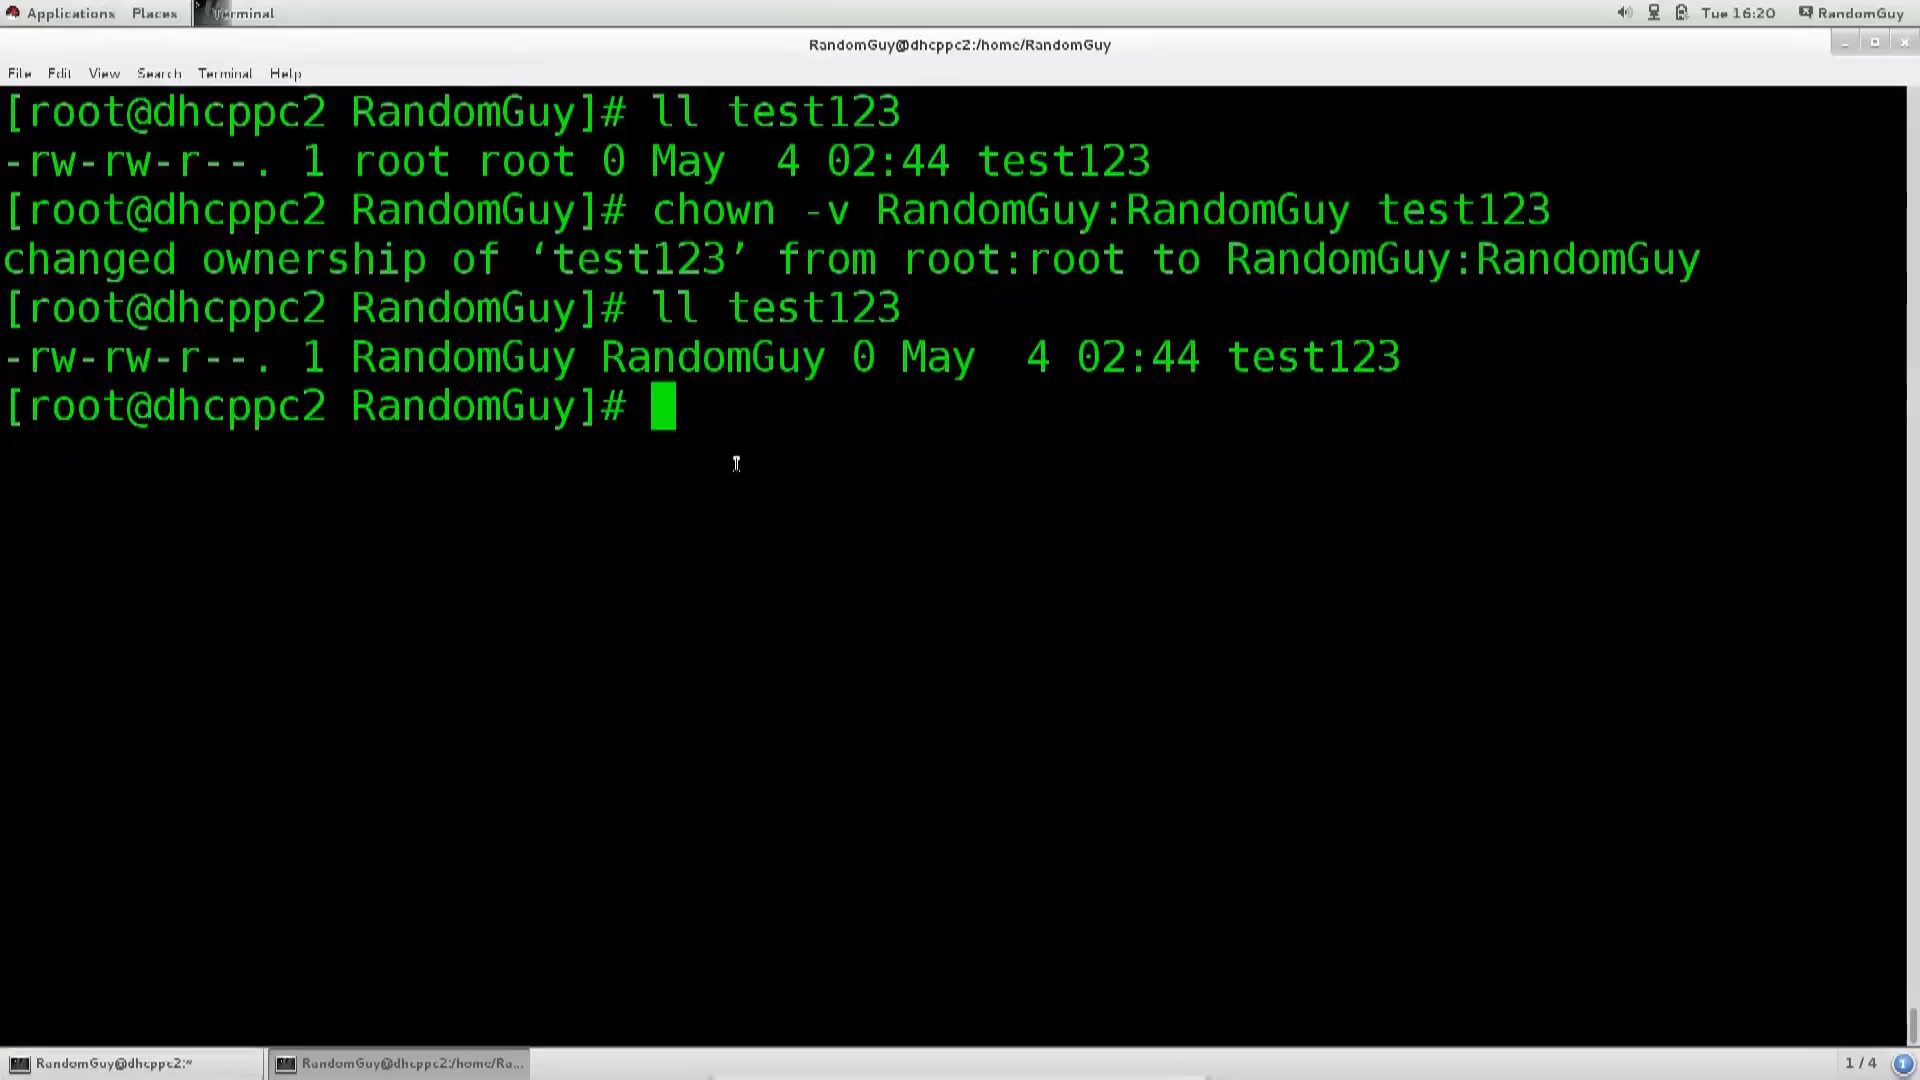 Applications Places Terminal Tue 16:20 RandomGuy
RandomGuy@dhcppc2:/home/RandomGuy
File Edit View Search Terminal Help
[root@dhcppc2 RandomGuy]# ll test123
-rw-rw-r--. 1 root root 0 May  4 02:44 test123
[root@dhcppc2 RandomGuy]# chown -v RandomGuy:RandomGuy test123
changed ownership of ‘test123’ from root:root to RandomGuy:RandomGuy
[root@dhcppc2 RandomGuy]# ll test123
-rw-rw-r--. 1 RandomGuy RandomGuy 0 May  4 02:44 test123
[root@dhcppc2 RandomGuy]#
RandomGuy@dhcppc2:~ RandomGuy@dhcppc2:/home/Ra... 1 / 4 1